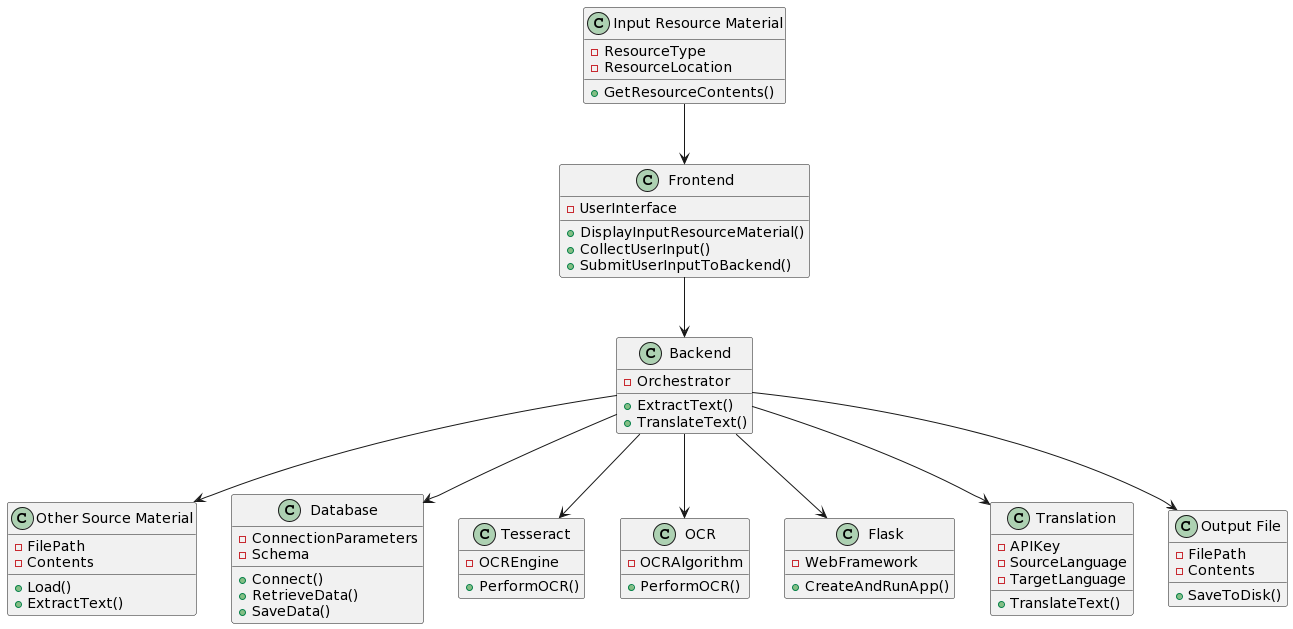 C Input Resource Material
ResourceType
ResourceLocation
GetResourceContents()
C Frontend
UserInterface
DisplayInputResourceMaterial()
CollectUserInput()
SubmitUserInputToBackend()
C Backend
Orchestrator
ExtractText()
TranslateText()
C Other Source Material
FilePath
Contents
Load()
ExtractText()
C Database
ConnectionParameters
Schema
Connect()
RetrieveData()
SaveData()
C Tesseract
OCREngine
PerformOCR()
C OCR
OCRAlgorithm
PerformOCR()
C Flask
WebFramework
CreateAndRunApp()
C Translation
APIKey
SourceLanguage
TargetLanguage
TranslateText()
C Output File
FilePath
Contents
SaveToDisk()